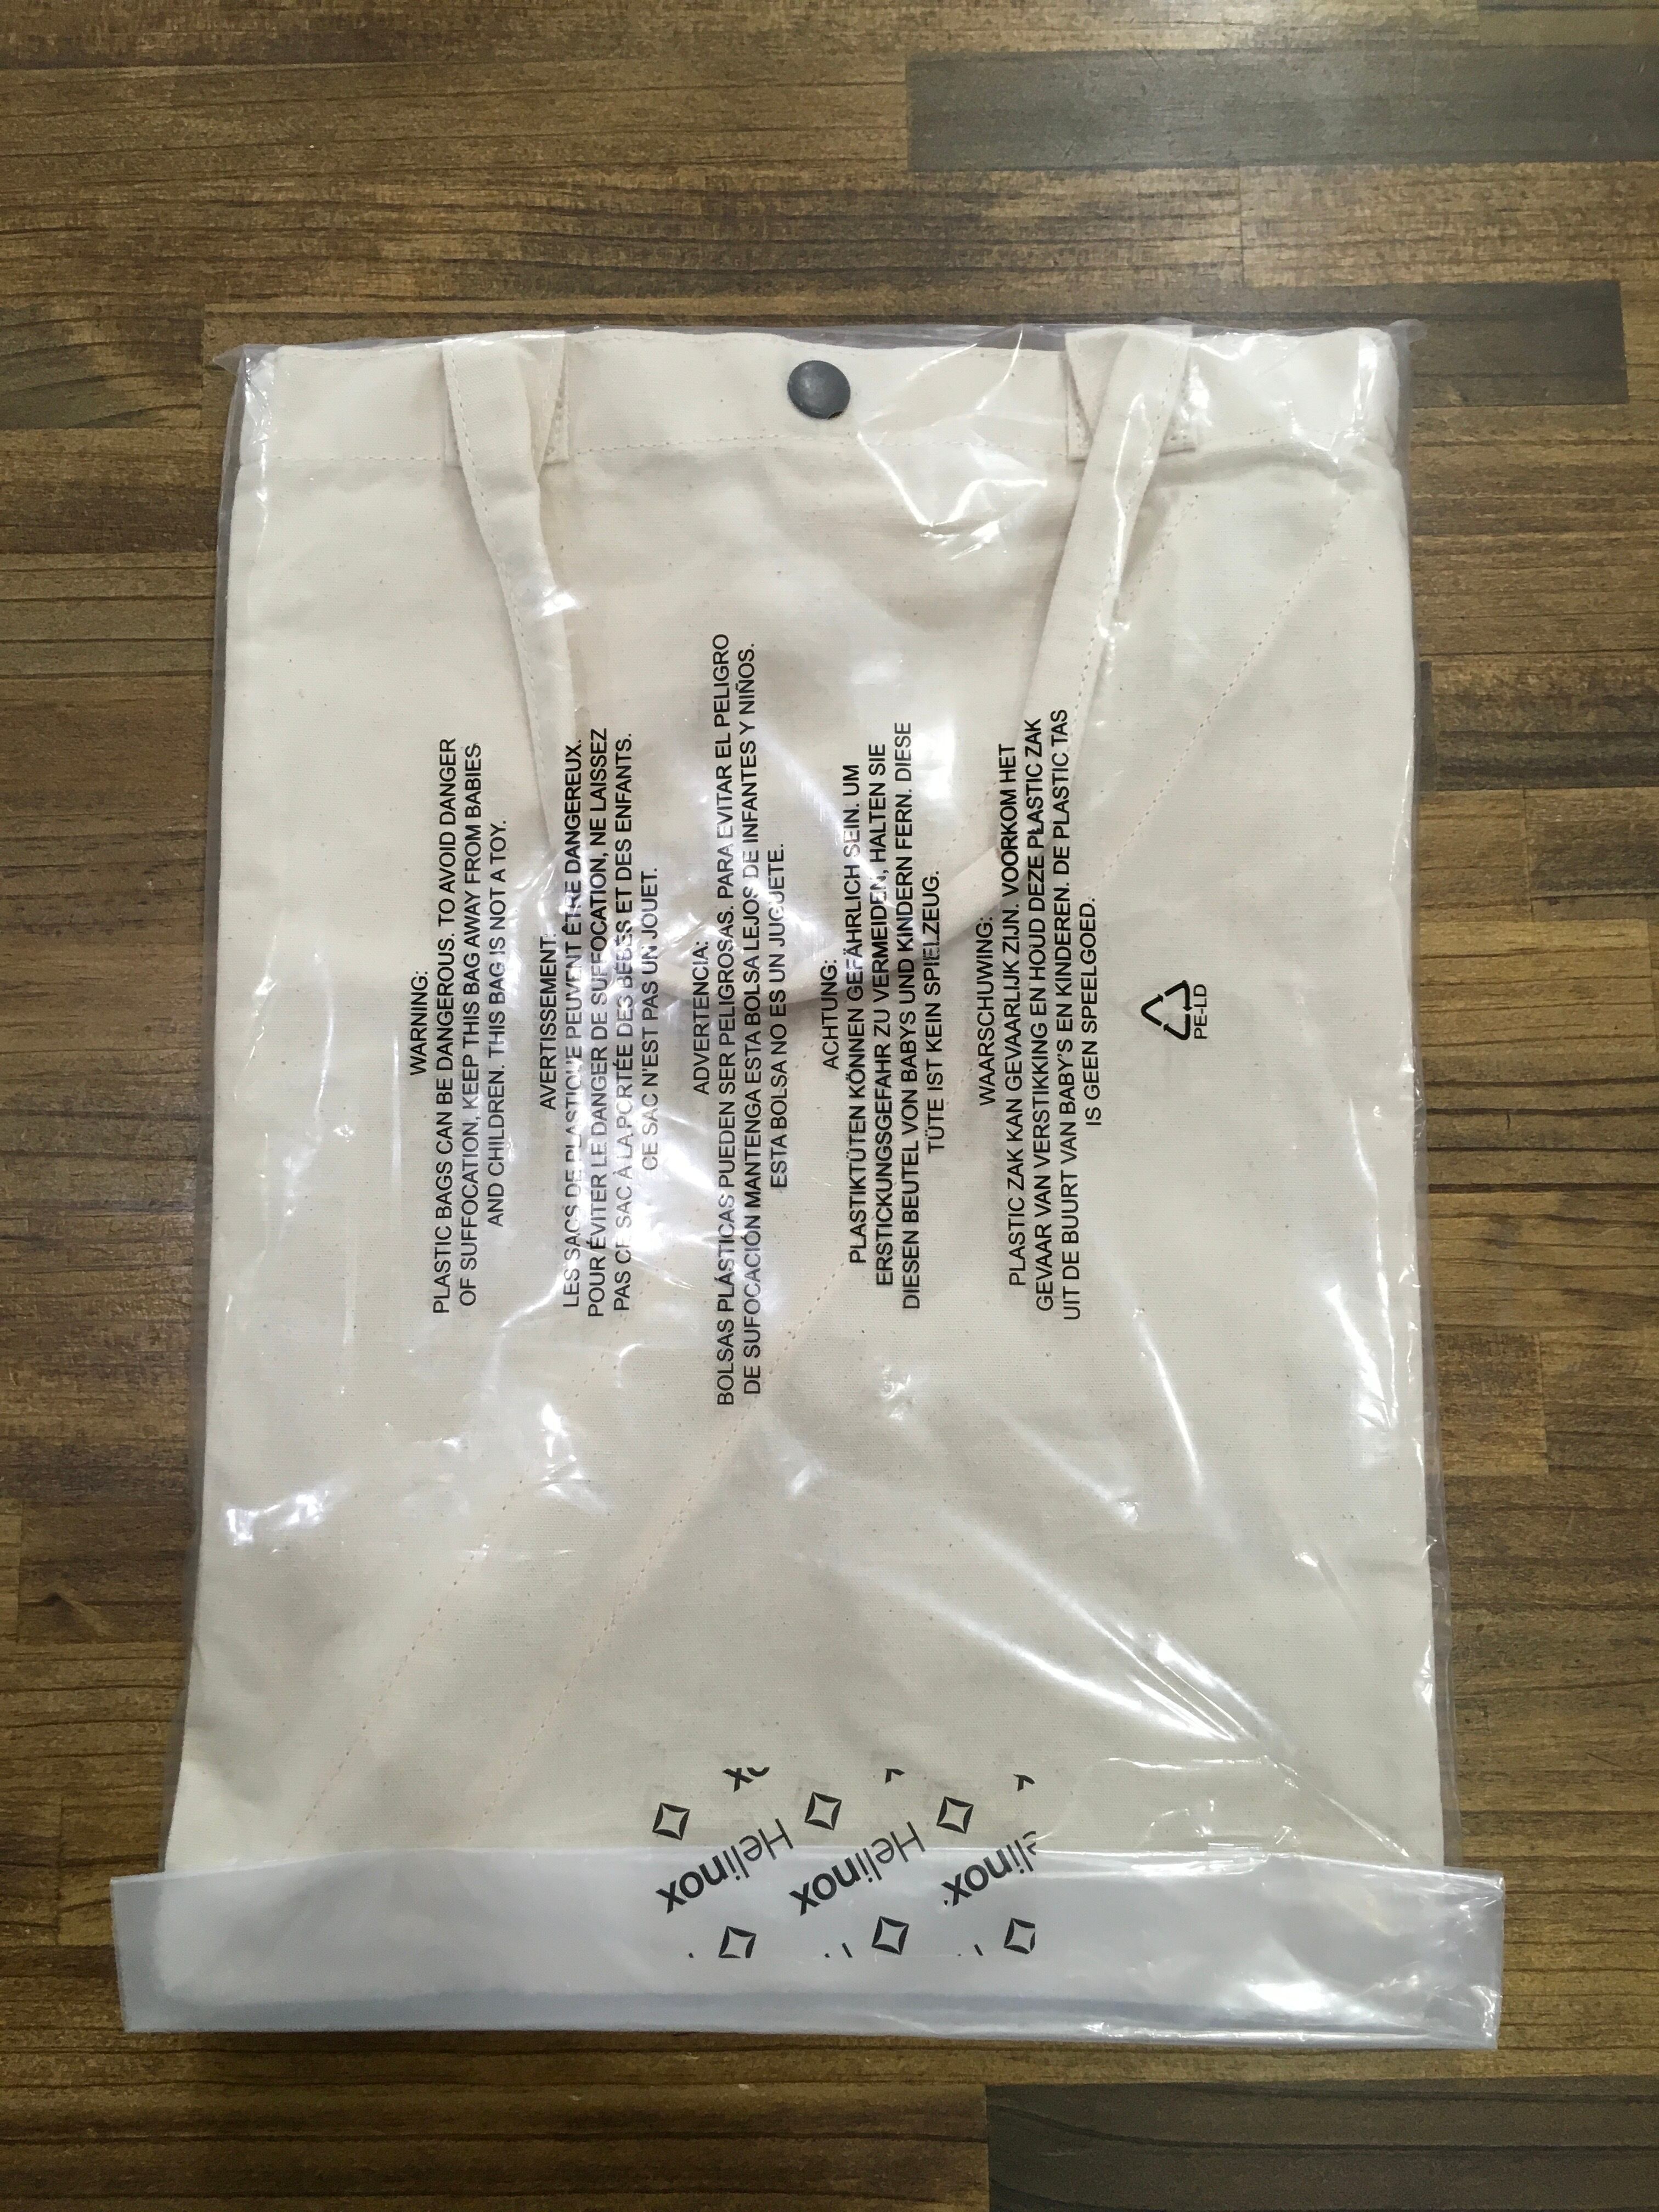 WARNING:
PLASTIC BAGS CAN BE DANGEROUS. TO AVOID DANGER
OF SUFFOCATION, KEEP THIS BAG AWAY FROM BABIES
AND CHILDREN. THIS BAG IS NOT A TOY.
AVERTISSEMENT:
LES SACS DE PLASTIQUE PEUVENT ÊTRE DANGEREUX.
POUR ÉVITER LE DANGER DE SUFFOCATION, NE LAISSEZ
PAS CE SAC À LA PORTÉE DES BÉBÉS ET DES ENFANTS.
CE SAC N'EST PAS UN JOUET.
ADVERTENCIA:
BOLSAS PLÁSTICAS PUEDEN SER PELIGROSAS. PARA EVITAR EL PELIGRO
DE SUFOCACIÓN MANTENGA ESTA BOLSA LEJOS DE INFANTES Y NIÑOS.
ESTA BOLSA NO ES UN JUGUETE.
ACHTUNG:
PLASTIKTÜTEN KÖNNEN GEFÄHRLICH SEIN. UM
ERSTICKUNGSGEFAHR ZU VERMEIDEN, HALTEN SIE
DIESEN BEUTEL VON BABYS UND KINDERN FERN. DIESE
TÜTE IST KEIN SPIELZEUG.
WAARSCHUWING:
PLASTIC ZAK KAN GEVAARLIJK ZIJN. VOORKOM HET
GEVAAR VAN VERSTIKKING EN HOUD DEZE PLASTIC ZAK
UIT DE BUURT VAN BABY'S EN KINDEREN. DE PLASTIC TAS
IS GEEN SPEELGOED.
PE-LD
Helinox
Helinox
elinox